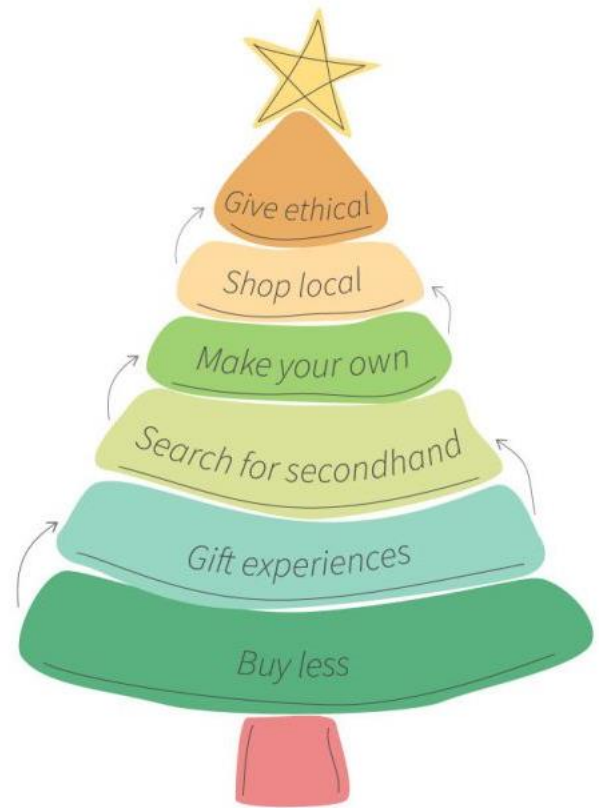 Give ethical
Shop local
Make your own
Search for secondhand
Gift experiences
Buy less